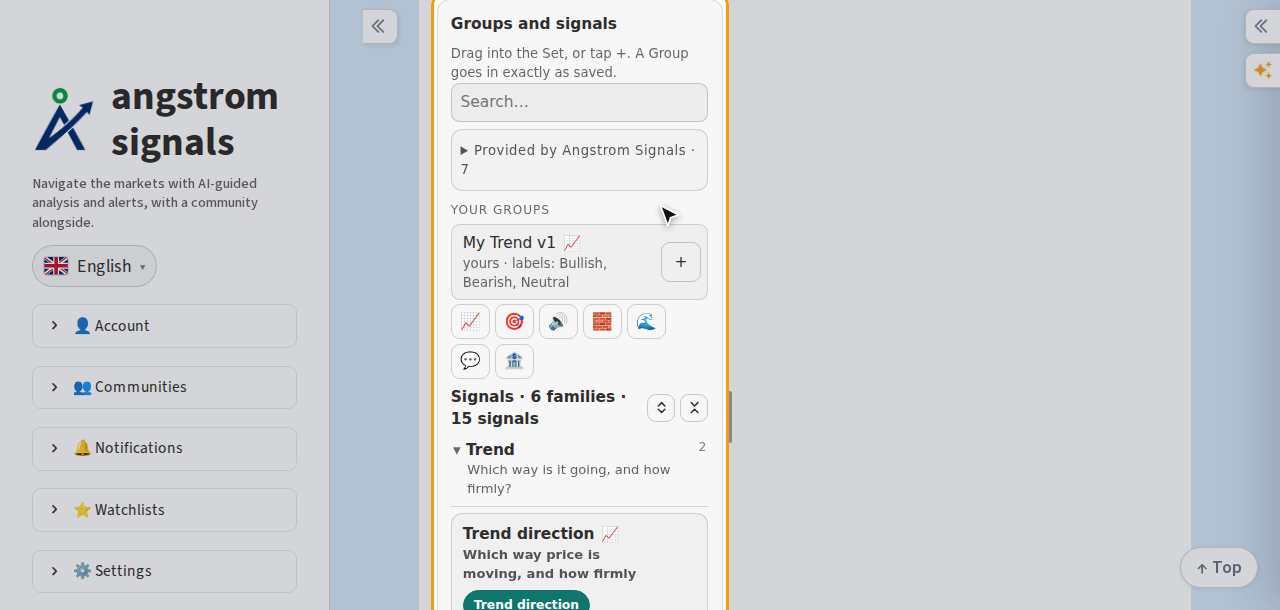 angstrom
signals
Navigate the markets with AI-guided
analysis and alerts, with a community
alongside.
English
Account
Communities
Notifications
Watchlists
Settings
Groups and signals
Drag into the Set, or tap +. A Group
goes in exactly as saved.
Search...
Provided by Angstrom Signals ·
7
YOUR GROUPS
My Trend v1
yours · labels: Bullish,
Bearish, Neutral
+
Signals · 6 families ·
15 signals
Trend
2
Which way is it going, and how
firmly?
Trend direction
Which way price is
moving, and how firmly
Trend direction
↑ Top